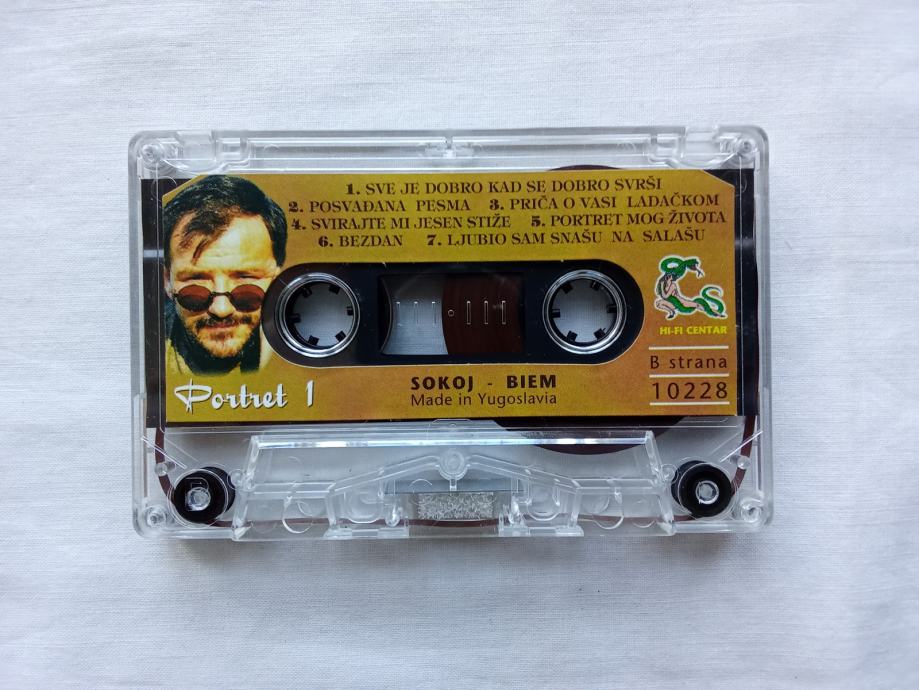 1. SVE JE DOBRO KAD SE DOBRO SVRŠI
2. POSVAĐANA PESMA 3. PRIČA O VASI LADAČKOM
4. SVIRAJTE MI JESEN STIŽE 5. PORTRET MOG ŽIVOTA
6. BEZDAN 7. LJUBIO SAM SNAŠU NA SALAŠU
HI-FI CENTAR
B strana
10228
Portret 1
SOKOJ - BIEM
Made in Yugoslavia